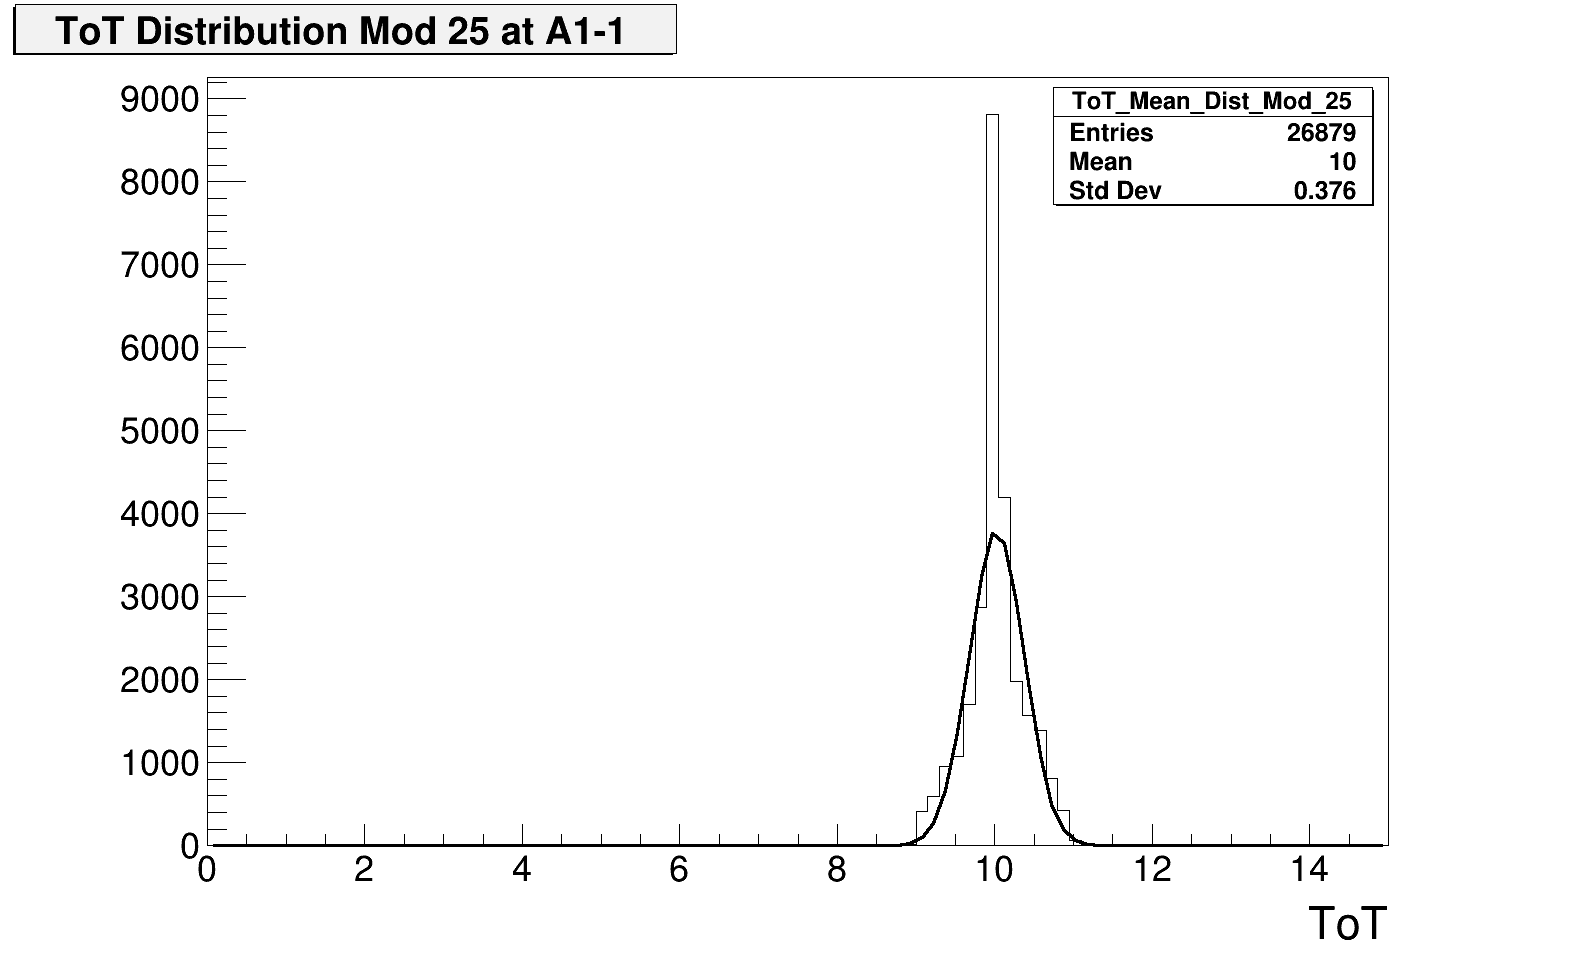 ToT Distribution Mod 25 at A1-1
ToT_Mean_Dist_Mod_25
Entries 26879
Mean 10
Std Dev 0.376
9000
8000
7000
6000
5000
4000
3000
2000
1000
0
0 2 4 6 8 10 12 14
ToT